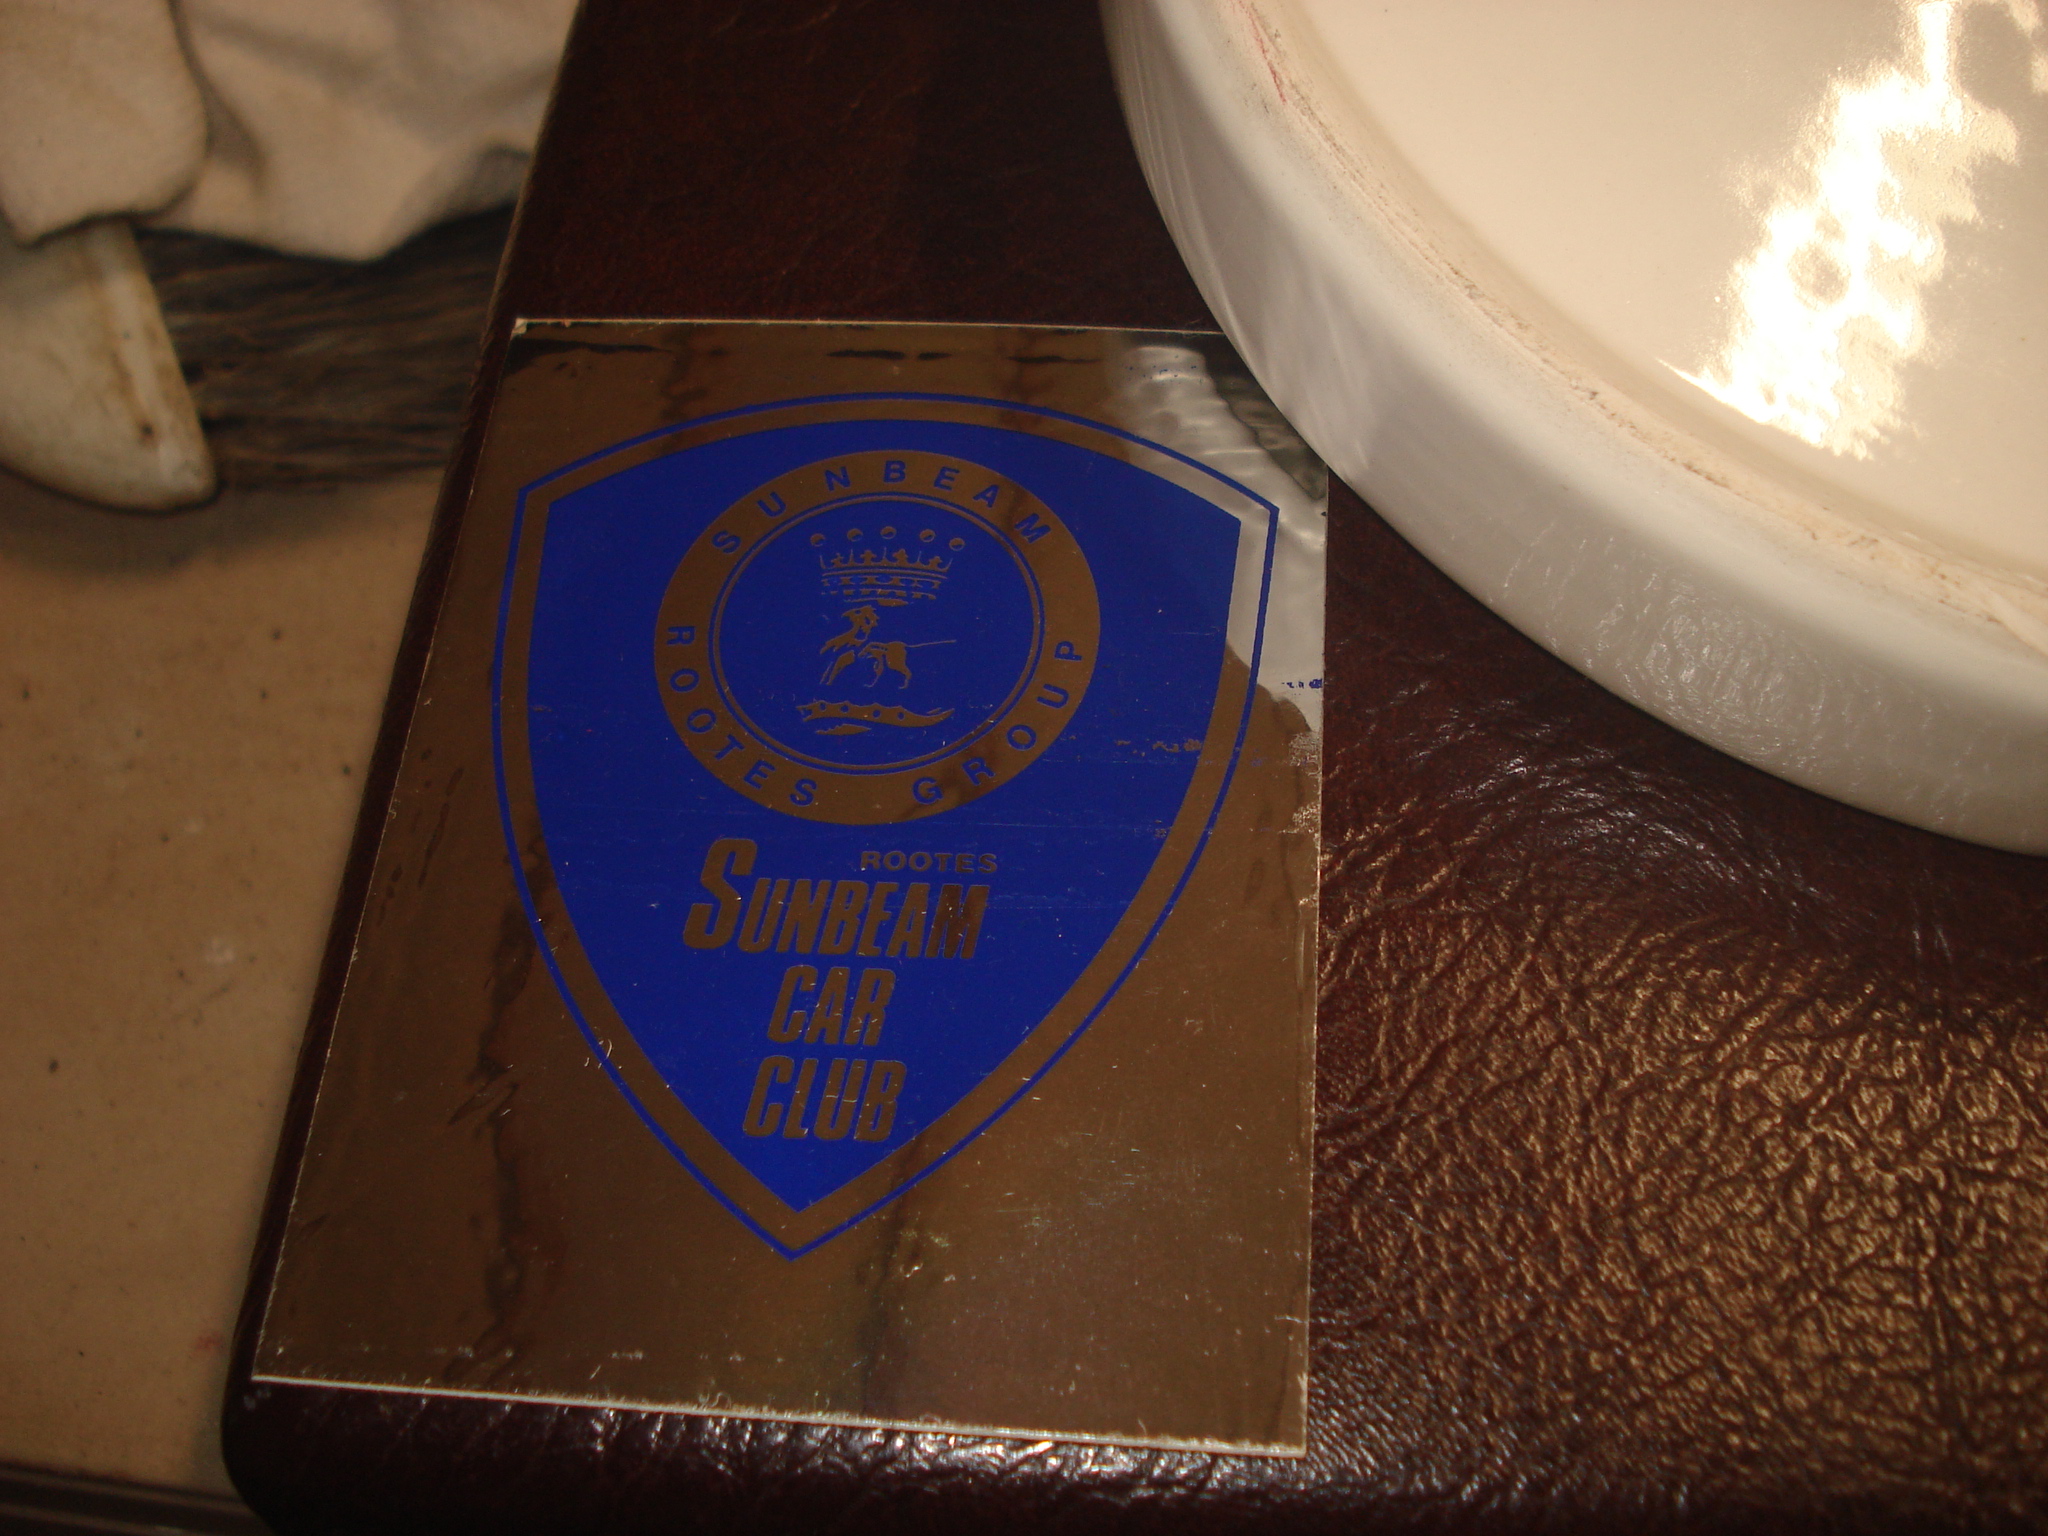 SUNBEAM
ROOTES GROUP
ROOTES
SUNBEAM
CAR
CLUB